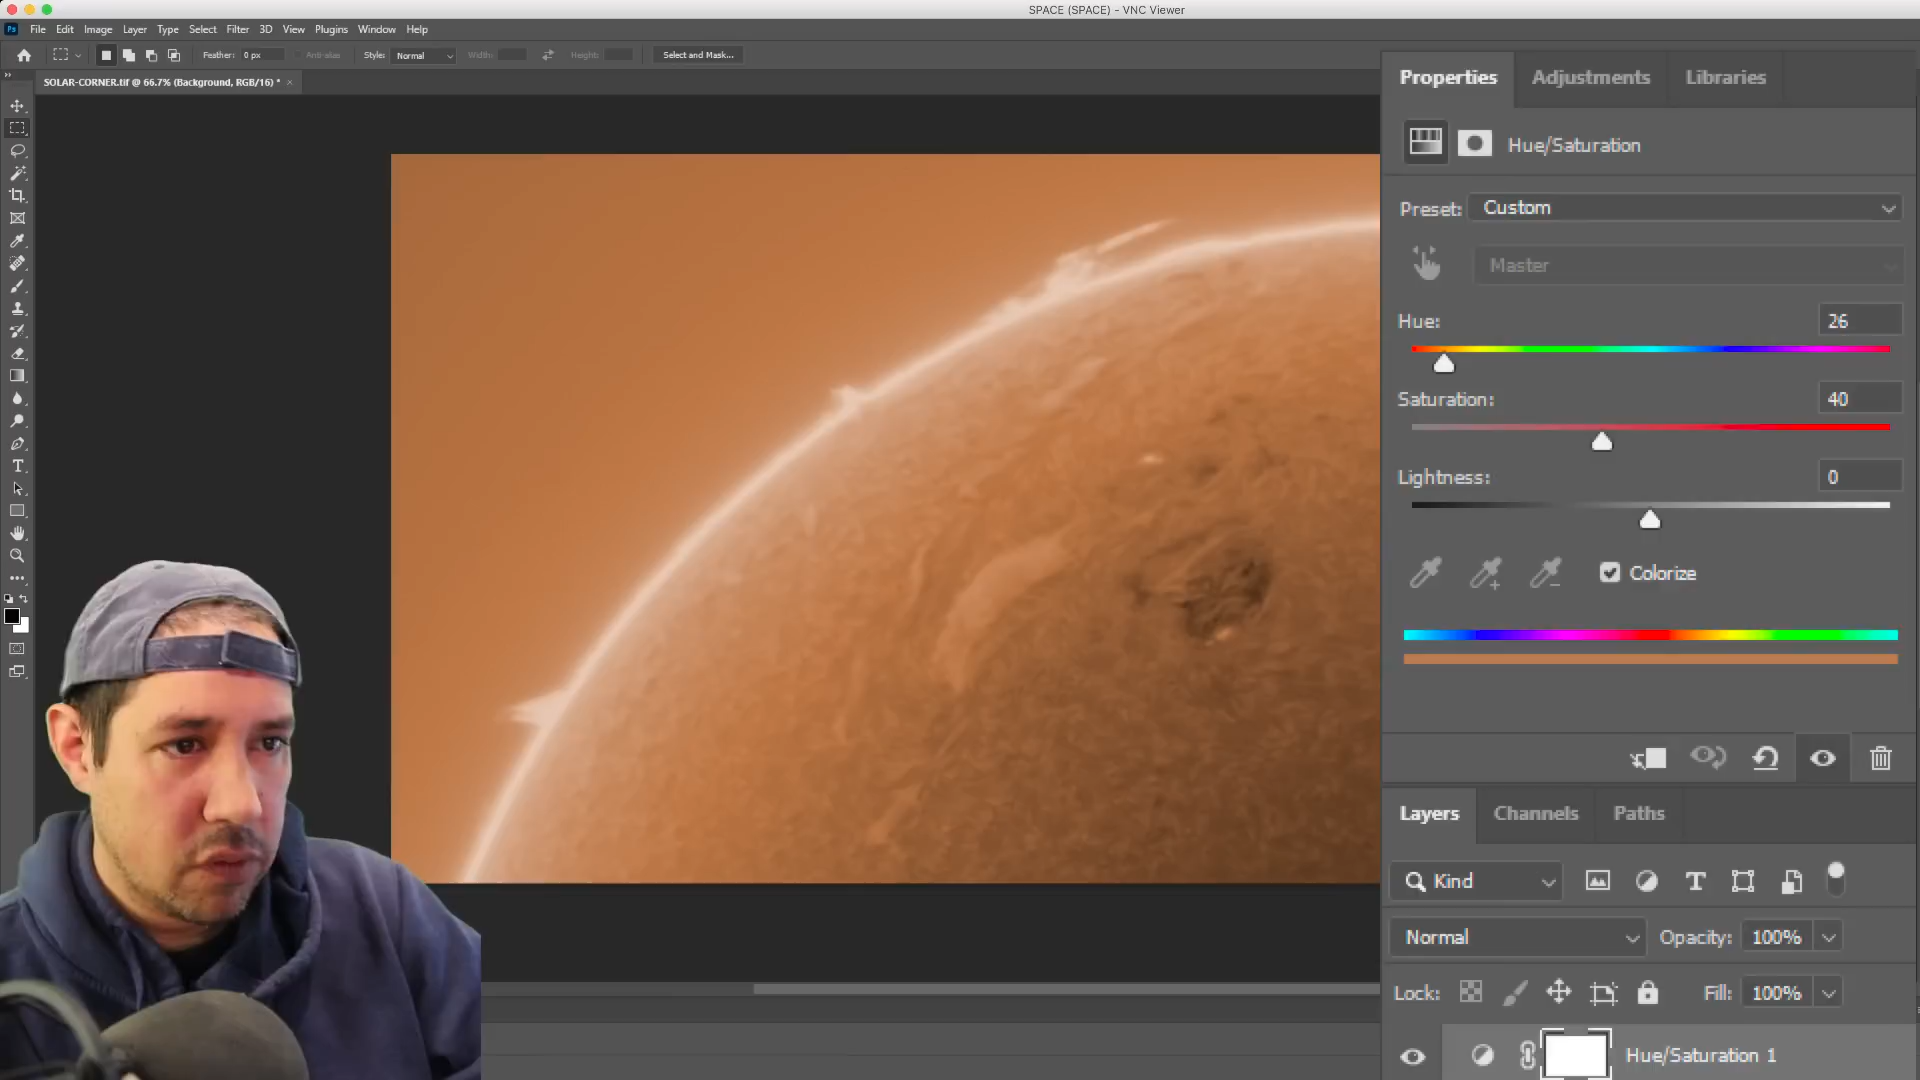 SPACE (SPACE) - VNC Viewer
Ps File Edit Image Layer Type Select Filter 3D View Plugins Window Help
Feather: 0 px Anti-alias Style: Normal Width: Height: Select and Mask...
SOLAR-CORNER.tif @ 66.7% (Background, RGB/16) * ×
Properties Adjustments Libraries
Hue/Saturation
Preset: Custom
Master
Hue: 26
Saturation: 40
Lightness: 0
Colorize
Layers Channels Paths
Kind
Normal Opacity: 100%
Lock: Fill: 100%
Hue/Saturation 1